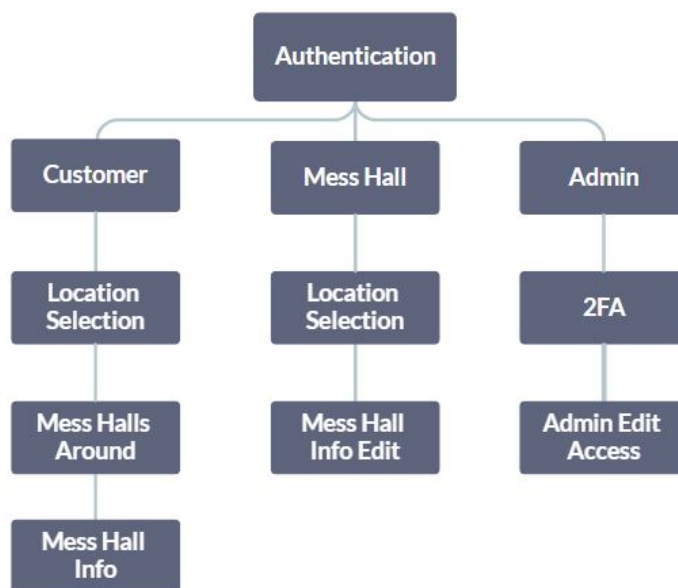 Authentication
Customer
Mess Hall
Admin
Location
Selection
Location
Selection
2FA
Mess Halls
Around
Mess Hall
Info Edit
Admin Edit
Access
Mess Hall
Info